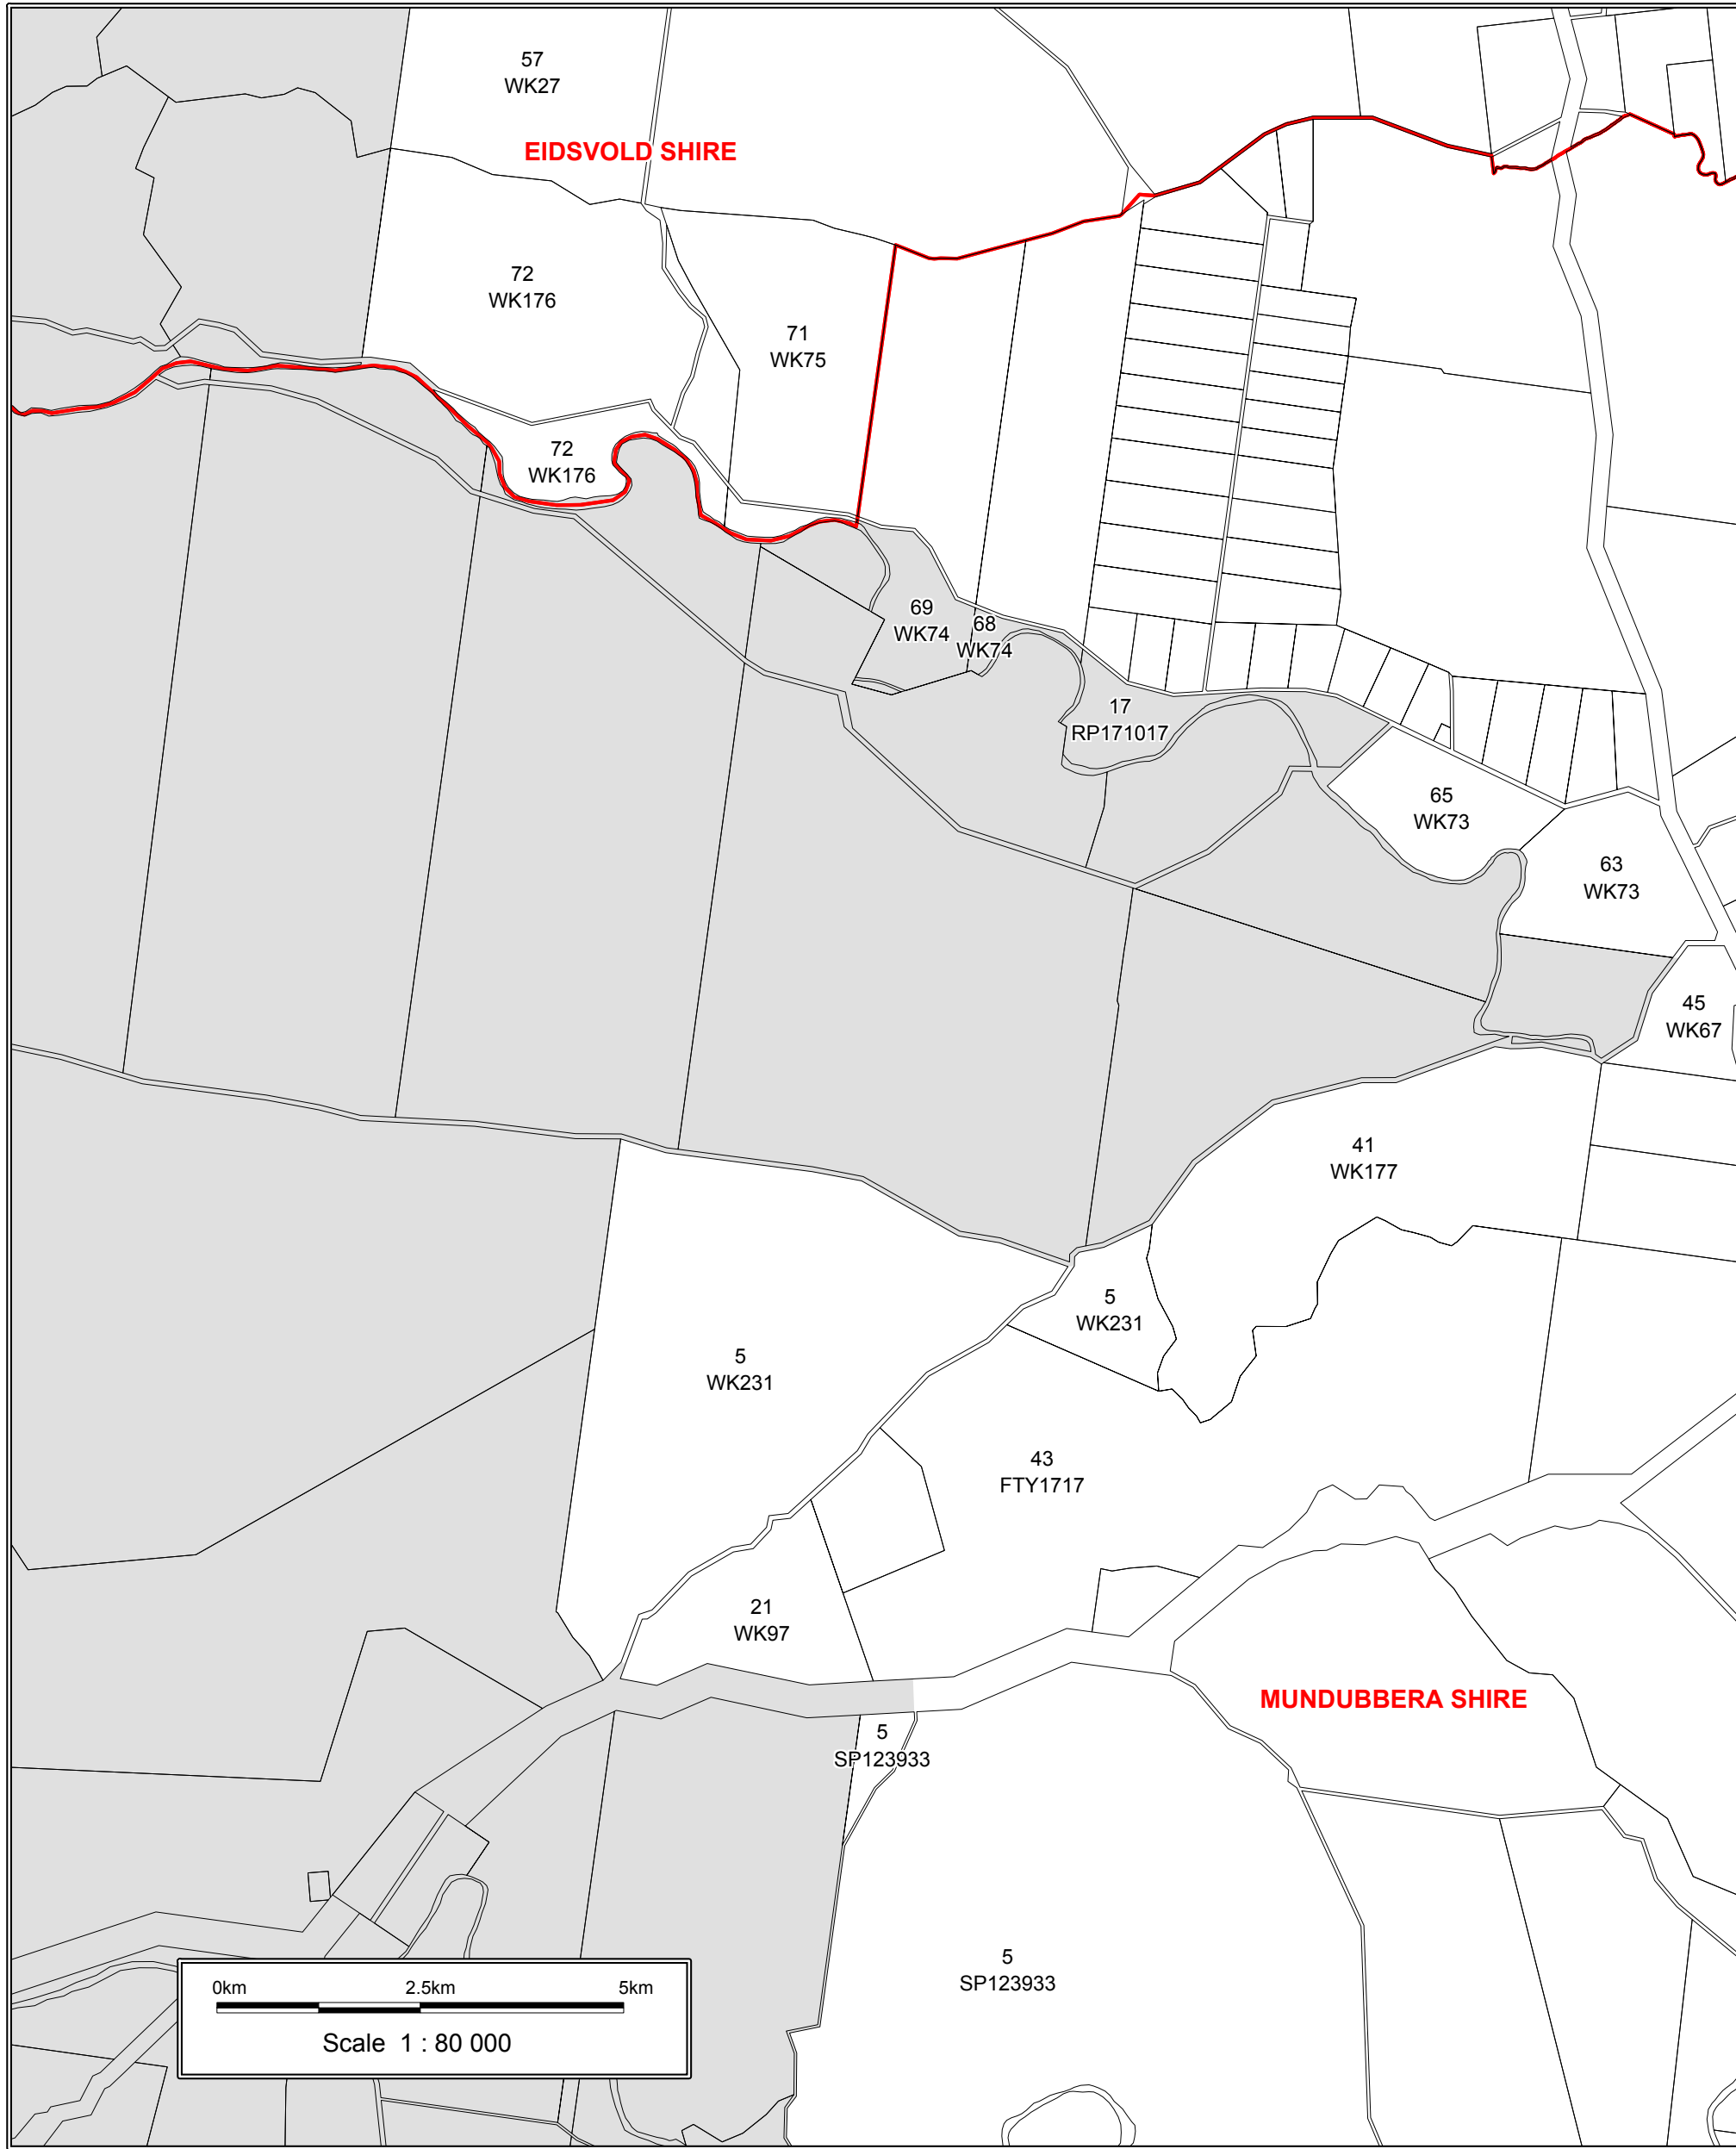 57
WK27
EIDSVOLD SHIRE
72
WK176
71
WK75
72
WK176
69
WK74
68
WK74
17
RP171017
65
WK73
63
WK73
45
WK67
41
WK177
5
WK231
5
WK231
43
FTY1717
21
WK97
MUNDUBBERA SHIRE
5
SP123933
5
SP123933
0km 2.5km 5km
Scale 1 : 80 000